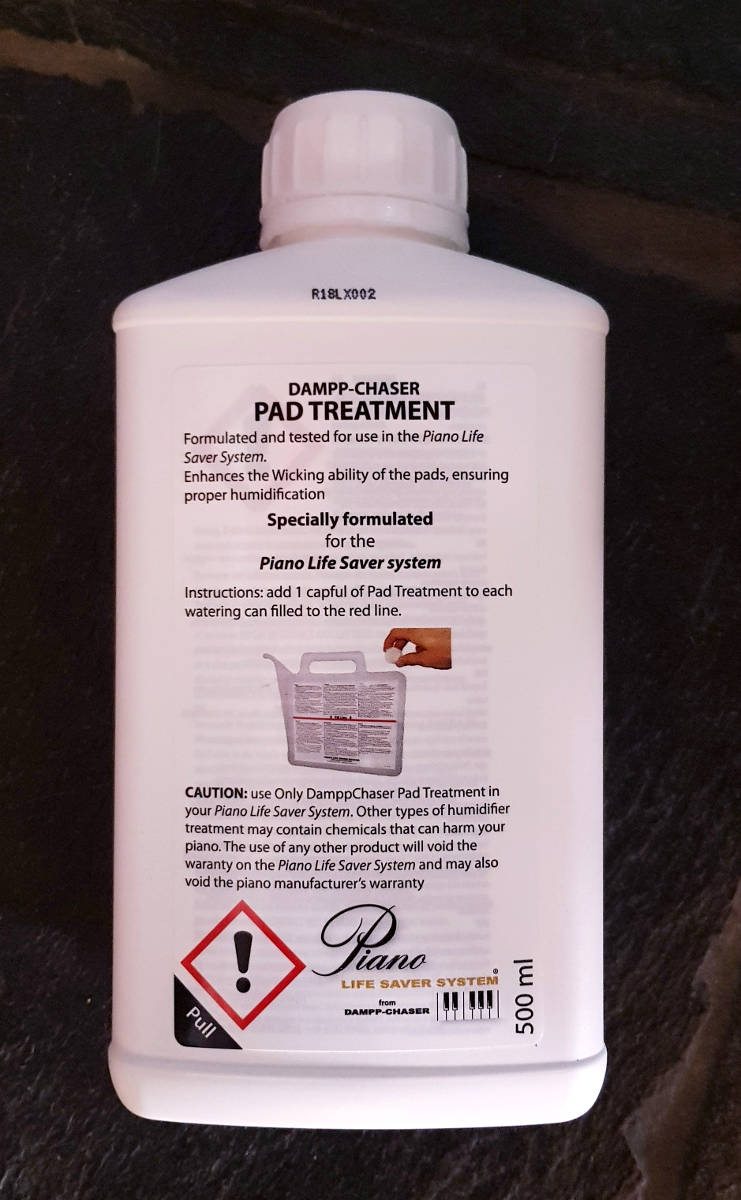 R18LX002
DAMPP-CHASER
PAD TREATMENT
Formulated and tested for use in the Piano Life
Saver System.
Enhances the Wicking ability of the pads, ensuring
proper humidification
Specially formulated
for the
Piano Life Saver system
Instructions: add 1 capful of Pad Treatment to each
watering can filled to the red line.
CAUTION: use Only DamppChaser Pad Treatment in
your Piano Life Saver System. Other types of humidifier
treatment may contain chemicals that can harm your
piano. The use of any other product will void the
waranty on the Piano Life Saver System and may also
void the piano manufacturer's warranty
Piano
LIFE SAVER SYSTEM®
from
DAMPP-CHASER
Pull
500 ml